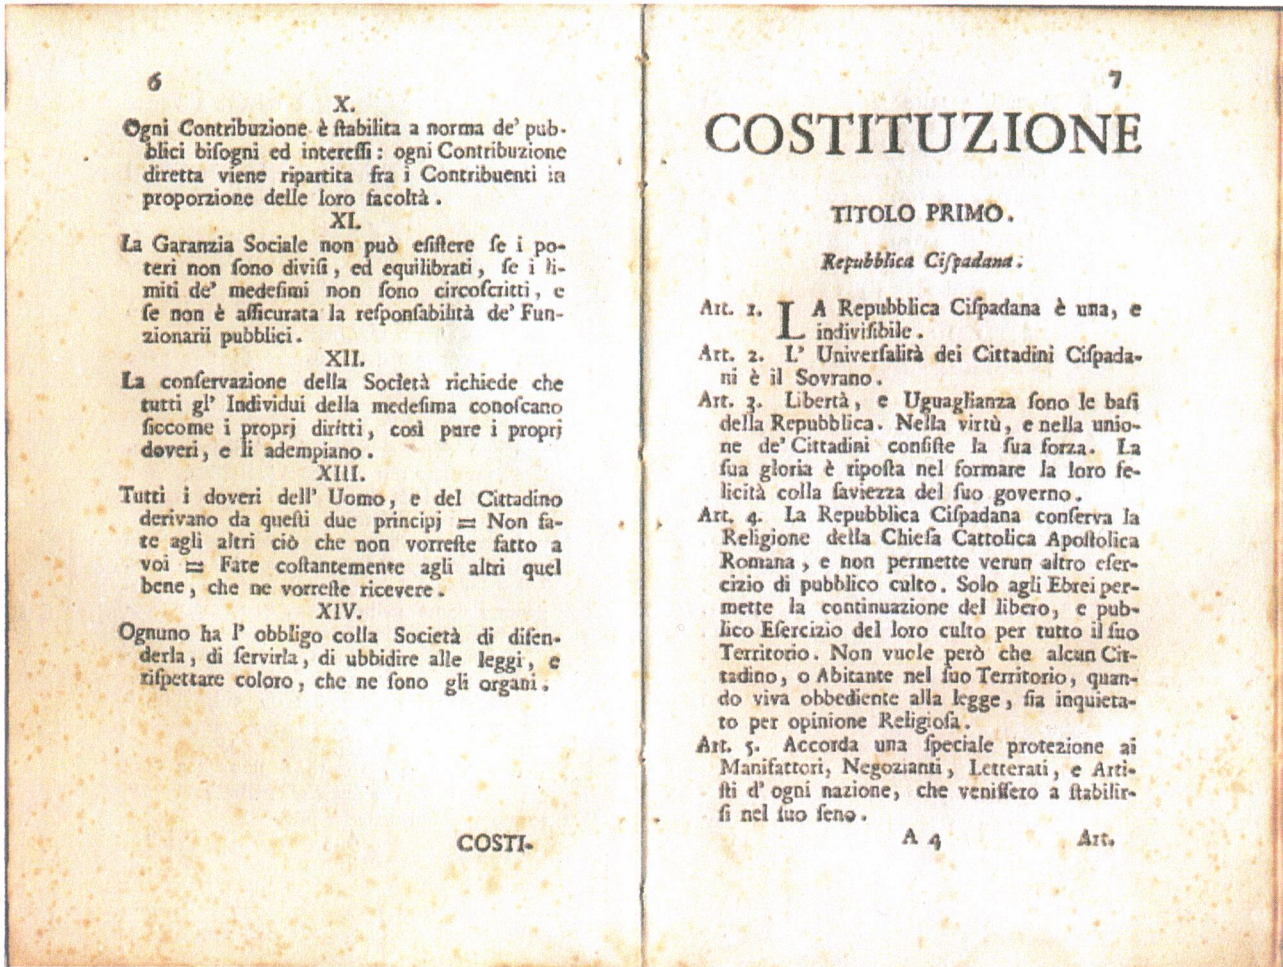 6
X.
Ogni Contribuzione è ſtabilita a norma de' pub-
blici biſogni ed intereſſi: ogni Contribuzione
diretta viene ripartita fra i Contribuenti in
proporzione delle loro facoltà.
XI.
La Garanzia Sociale non può eſiſtere ſe i po-
teri non ſono diviſi, ed equilibrati, ſe i li-
miti de' medeſimi non ſono circoſcritti, e
ſe non è aſſicurata la reſponſabilità de' Fun-
zionarii pubblici.
XII.
La conſervazione della Società richiede che
tutti gl' Individui della medeſima conoſcano
ſiccome i proprj diritti, così pure i proprj
doveri, e li adempiano.
XIII.
Tutti i doveri dell' Uomo, e del Cittadino
derivano da queſti due principj = Non fa-
te agli altri ciò che non vorreſte fatto a
voi = Fate coſtantemente agli altri quel
bene, che ne vorreſte ricevere.
XIV.
Ognuno ha l' obbligo colla Società di difen-
derla, di ſervirla, di ubbidire alle leggi, e
riſpettare coloro, che ne ſono gli organi.
COSTI-
7
COSTITUZIONE
TITOLO PRIMO.
Repubblica Ciſpadana.
Art. 1. LA Repubblica Ciſpadana è una, e
indiviſibile.
Art. 2. L' Univerſalità dei Cittadini Ciſpada-
ni è il Sovrano.
Art. 3. Libertà, e Uguaglianza ſono le baſi
della Repubblica. Nella virtù, e nella unio-
ne de' Cittadini conſiſte la ſua forza. La
ſua gloria è ripoſta nel formare la loro fe-
licità colla ſaviezza del ſuo governo.
Art. 4. La Repubblica Ciſpadana conſerva la
Religione della Chieſa Cattolica Apoſtolica
Romana, e non permette verun altro eſer-
cizio di pubblico culto. Solo agli Ebrei per-
mette la continuazione del libero, e pub-
blico Eſercizio del loro culto per tutto il ſuo
Territorio. Non vuole però che alcun Cit-
tadino, o Abitante nel ſuo Territorio, quan-
do viva obbediente alla legge, ſia inquieta-
to per opinione Religioſa.
Art. 5. Accorda una ſpeciale protezione ai
Manifattori, Negozianti, Letterati, e Arti-
ſti d' ogni nazione, che veniſſero a ſtabilir-
ſi nel ſuo ſeno.
A 4 Art.